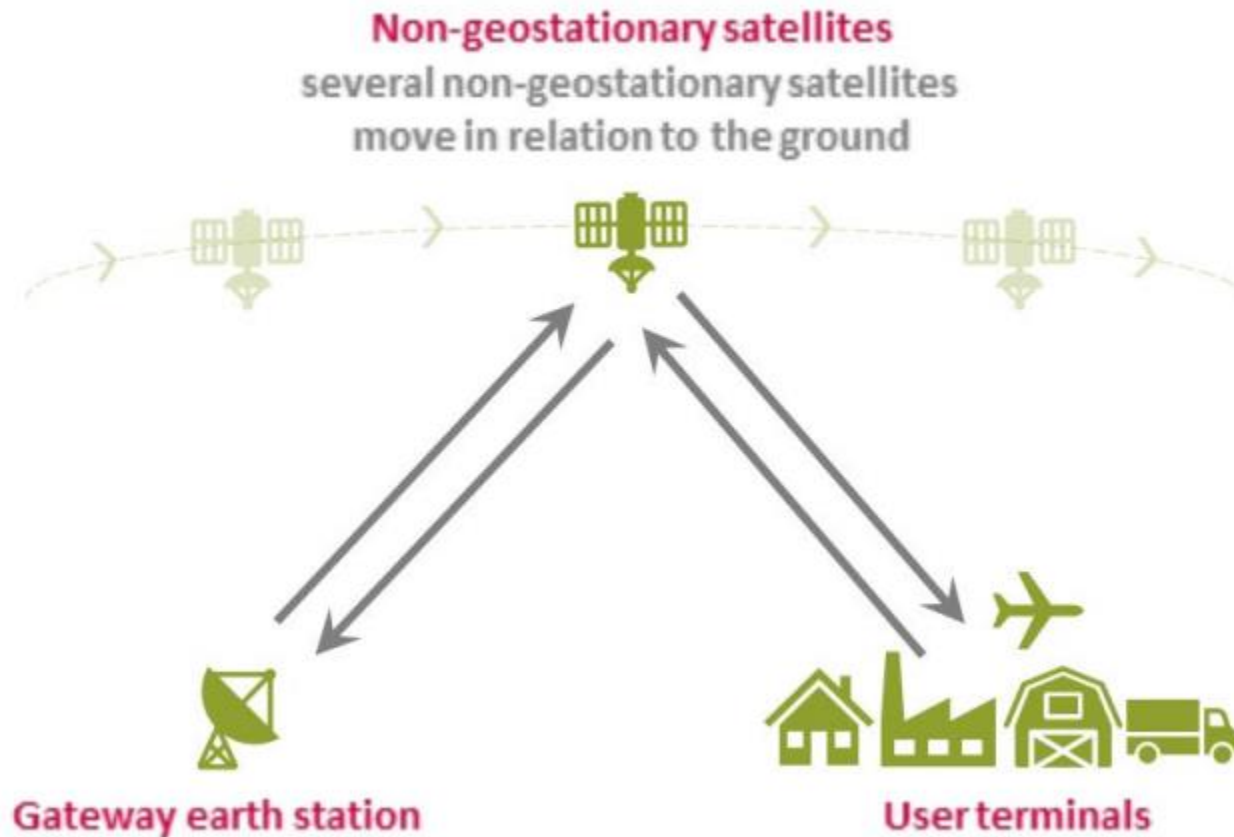 Non-geostationary satellites
several non-geostationary satellites
move in relation to the ground
Gateway earth station
User terminals